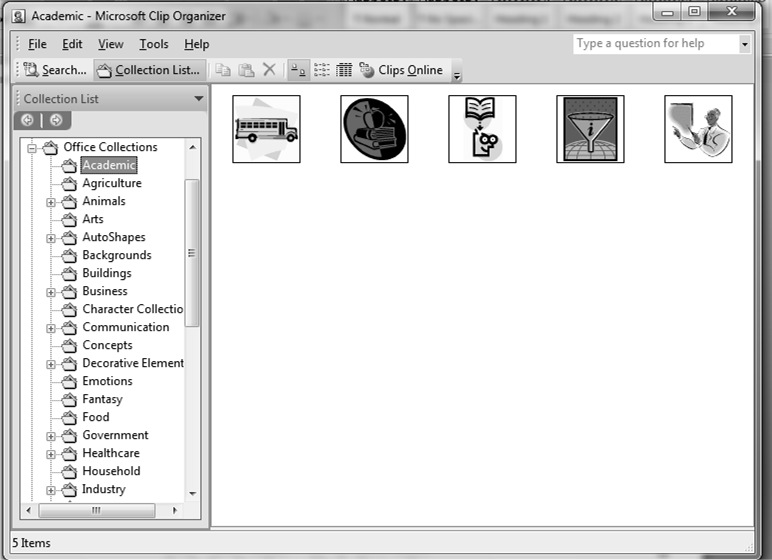 Academic - Microsoft Clip Organizer
File Edit View Tools Help
Type a question for help
Search... Collection List... Clips Online
Collection List
Office Collections
Academic
Agriculture
Animals
Arts
AutoShapes
Backgrounds
Buildings
Business
Character Collectio
Communication
Concepts
Decorative Element
Emotions
Fantasy
Food
Government
Healthcare
Household
Industry
i
5 Items